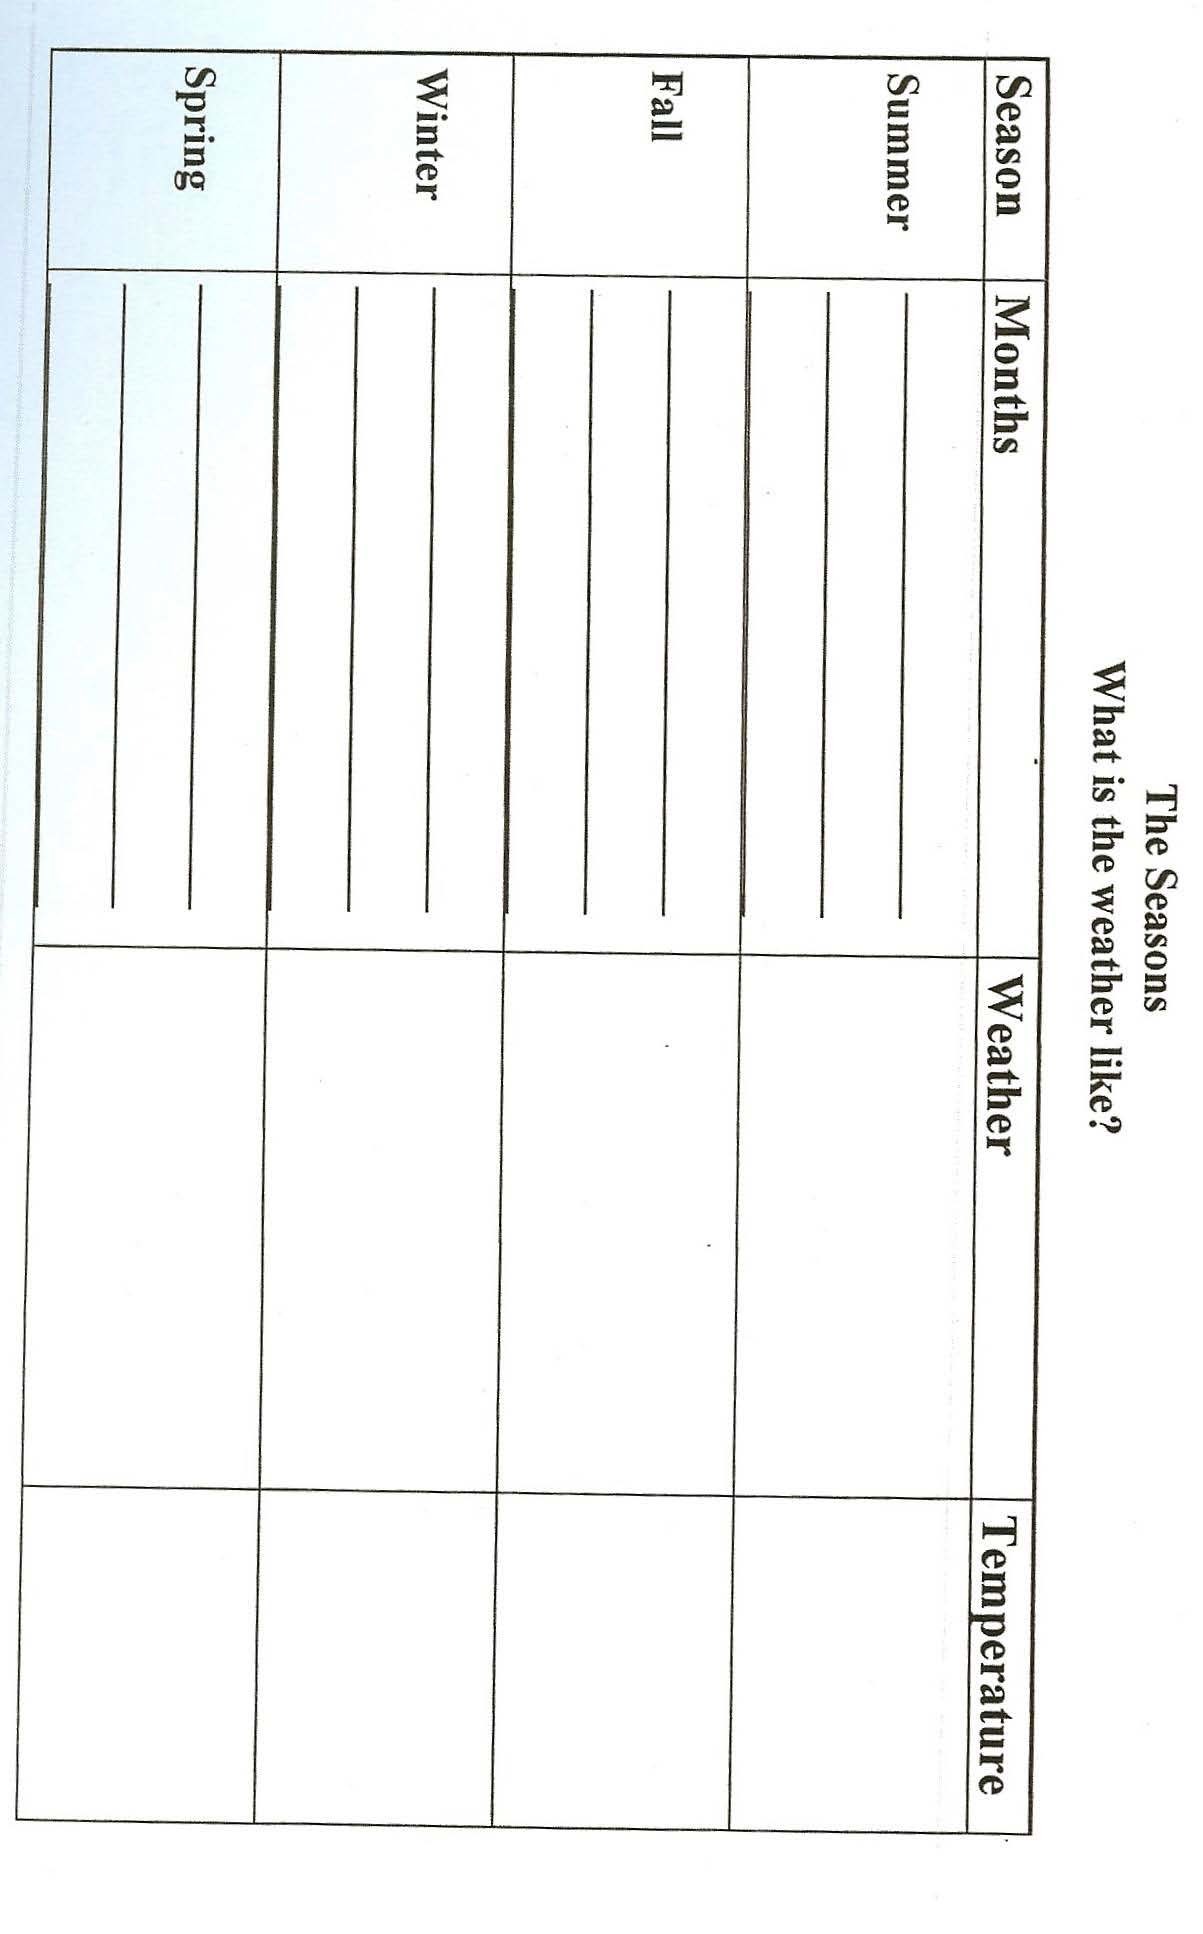 The Seasons
What is the weather like?
Season Months Weather Temperature
Summer
Fall
Winter
Spring